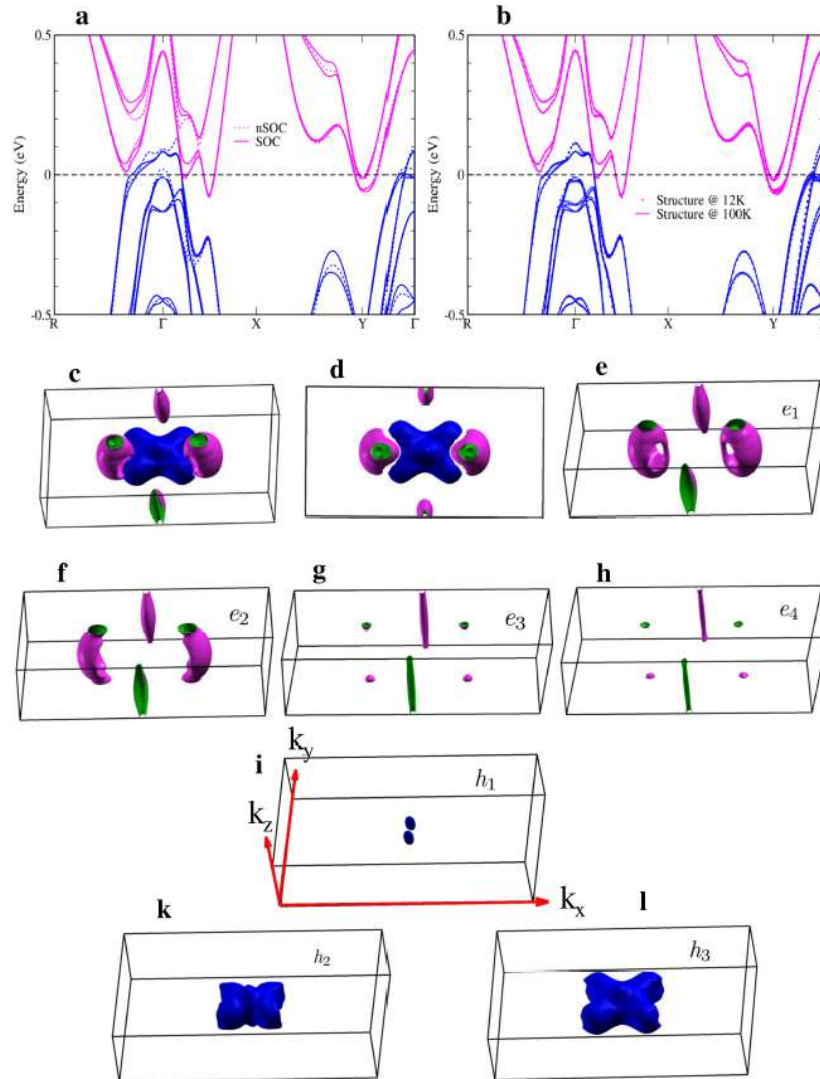 a
b
0.5
0
-0.5
Energy (eV)
nSOC
SOC
R
Γ
X
Y
Γ
0.5
0
-0.5
Energy (eV)
Structure @ 12K
Structure @ 100K
R
Γ
X
Y
c
d
e
e1
f
e2
g
e3
h
e4
i
ky
h1
kz
kx
k
h2
l
h3